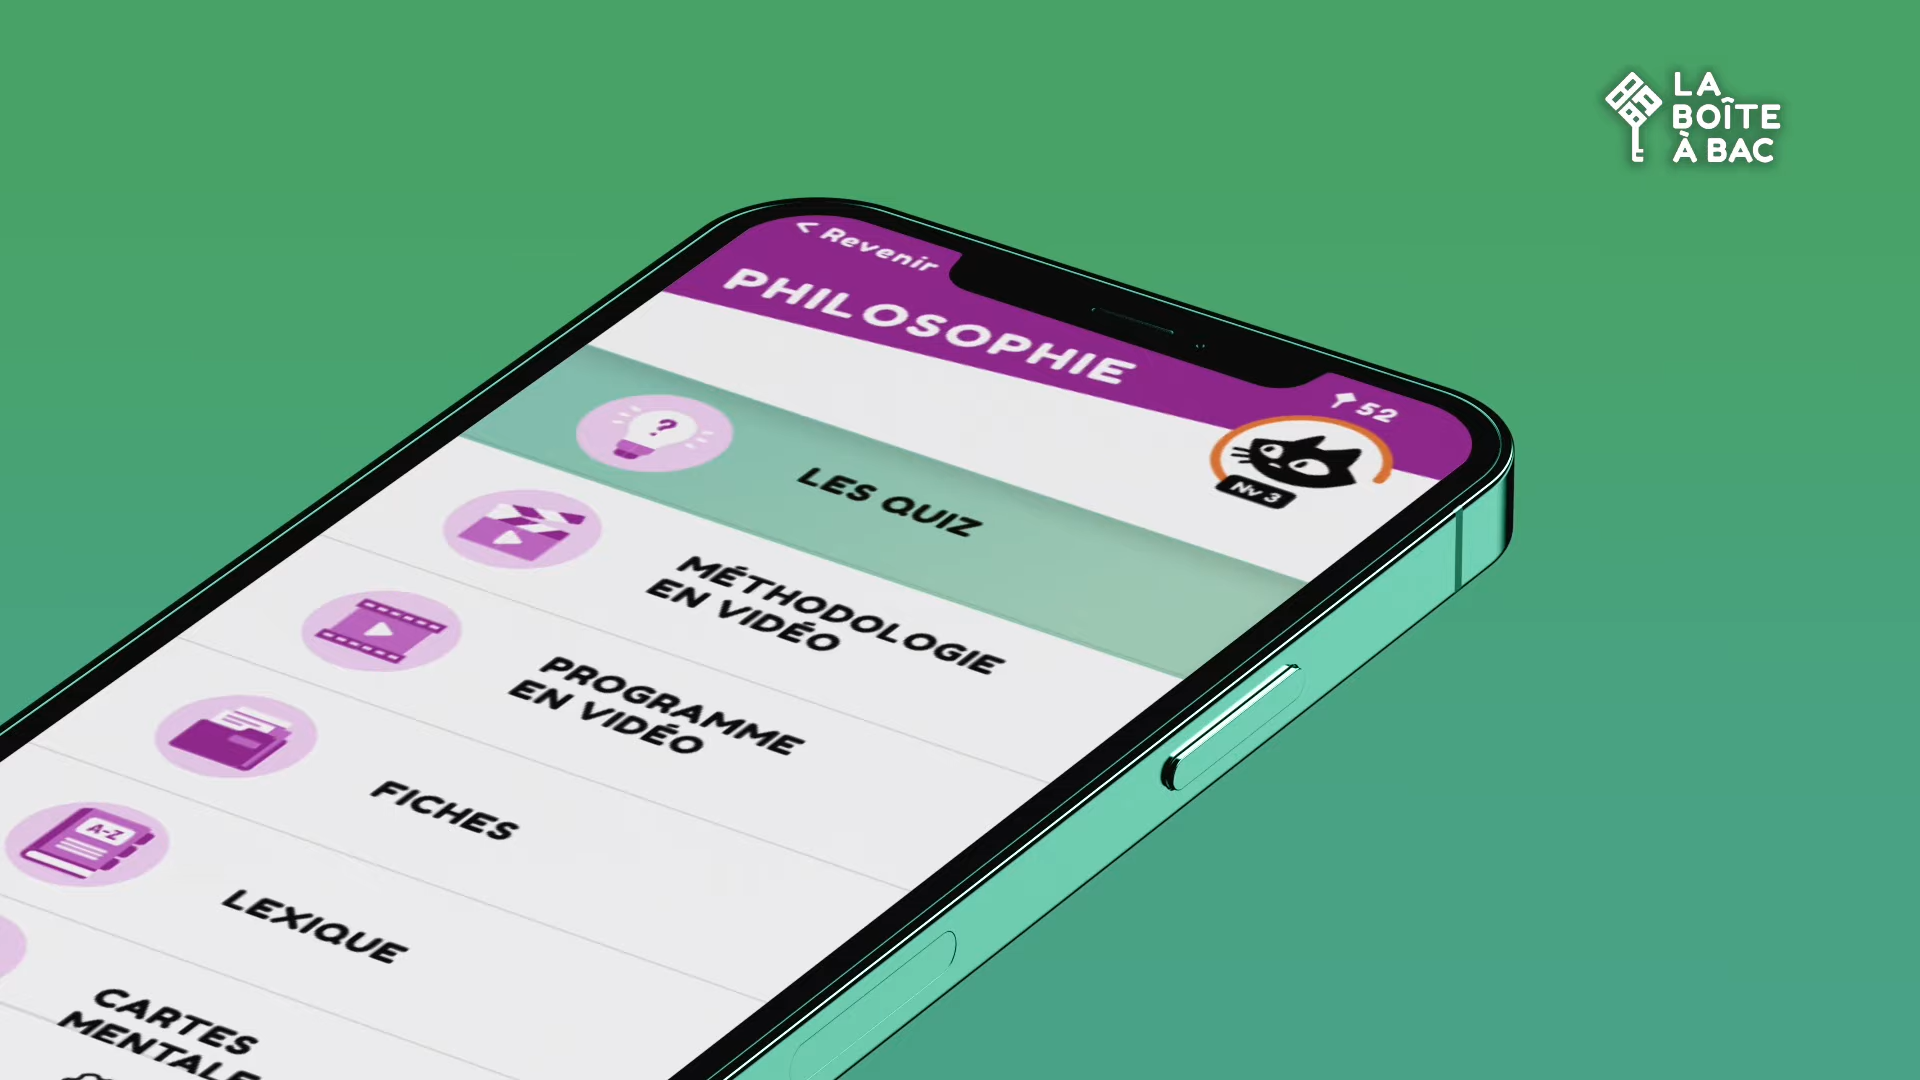 LA
BOÎTE
À BAC
< Revenir
PHILOSOPHIE
52
Nv 3
?
LES QUIZ
MÉTHODOLOGIE
EN VIDÉO
PROGRAMME
EN VIDÉO
FICHES
A-Z
LEXIQUE
CARTES
MENTALE